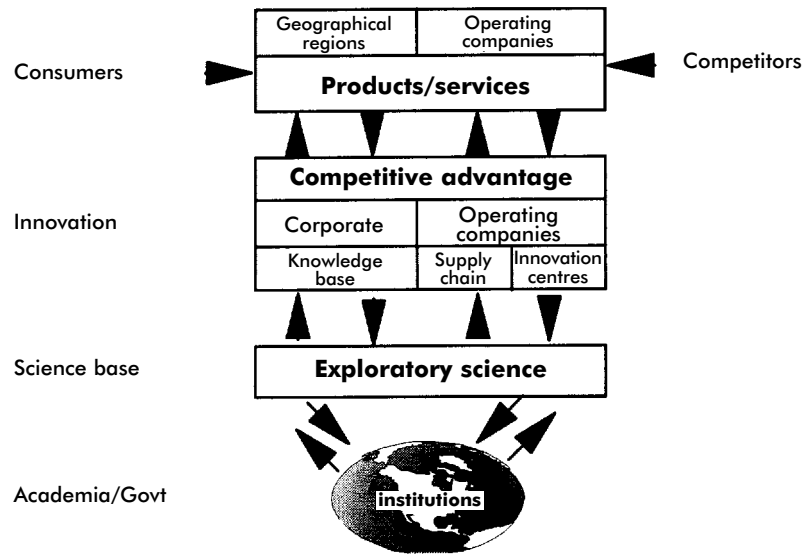 Geographical
regions
Operating
companies
Consumers
Competitors
Products/services
Competitive advantage
Innovation
Corporate
Operating
companies
Knowledge
base
Supply
chain
Innovation
centres
Science base
Exploratory science
Academia/Govt
institutions